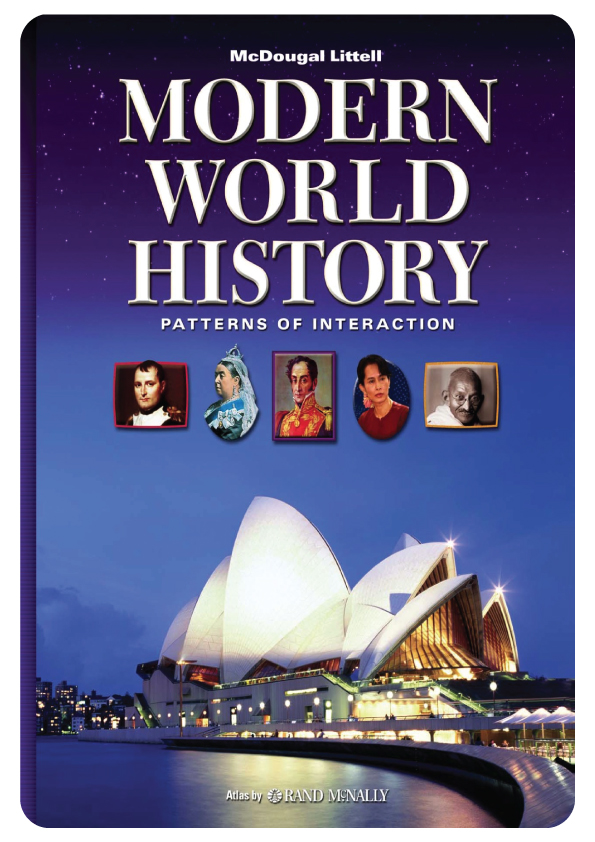 McDougal Littell
MODERN
WORLD
HISTORY
PATTERNS OF INTERACTION
Atlas by RAND McNALLY